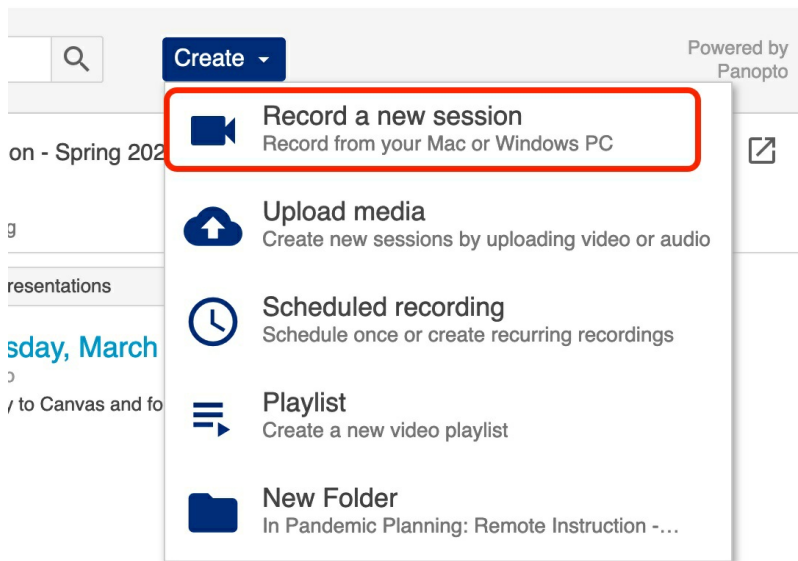 Create
Powered by
Panopto
Record a new session
Record from your Mac or Windows PC
on - Spring 202
Upload media
Create new sessions by uploading video or audio
g
resentations
Scheduled recording
Schedule once or create recurring recordings
sday, March
o
y to Canvas and fo
Playlist
Create a new video playlist
New Folder
In Pandemic Planning: Remote Instruction -...